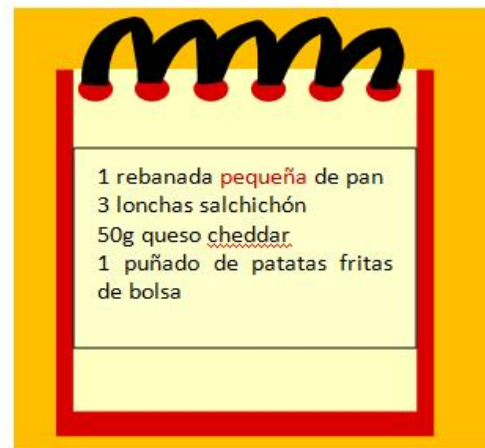 1 rebanada pequeña de pan
3 lonchas salchichón
50g queso cheddar
1 puñado de patatas fritas
de bolsa